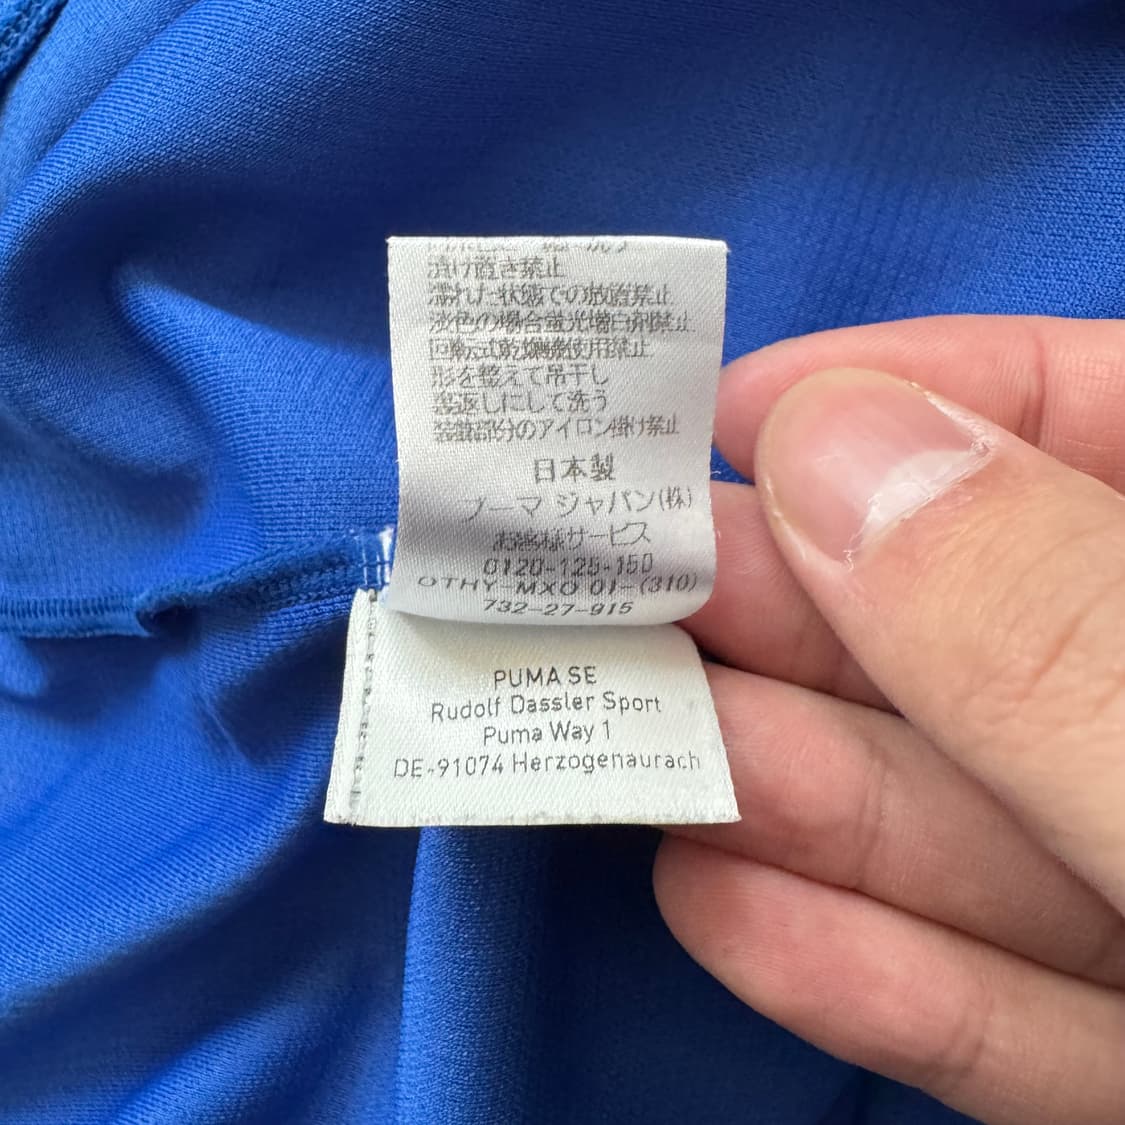 漬け置き禁止
濡れた状態での放置禁止
淡色の場合蛍光増白剤禁止
回転式乾燥機使用禁止
形を整えて吊干し
裏返しにして洗う
装飾部分のアイロン掛け禁止
日本製
プーマ ジャパン(株)
お客様サービス
0120-125-150
OTHY-MXO 01-(310)
732-27-915
PUMA SE
Rudolf Dassler Sport
Puma Way 1
DE-91074 Herzogenaurach